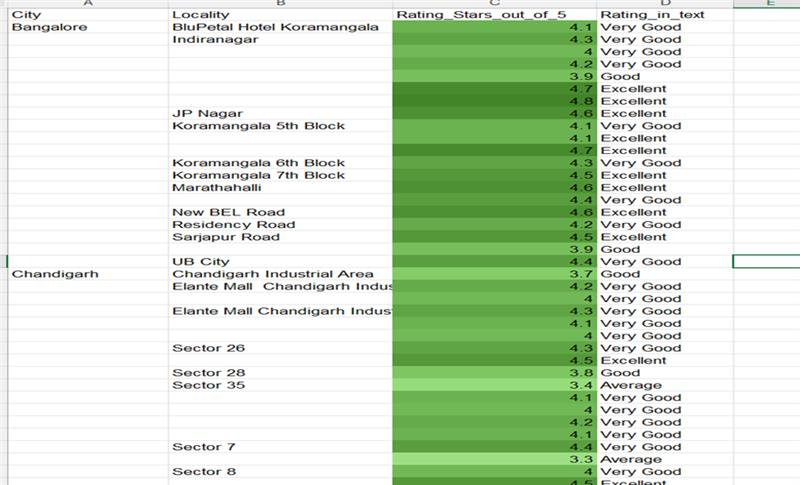 A B C D E
City Locality Rating_Stars_out_of_5 Rating_in_text
Bangalore BluPetal Hotel Koramangala 4.1 Very Good
Indiranagar 4.3 Very Good
4 Very Good
4.2 Very Good
3.9 Good
4.7 Excellent
4.8 Excellent
JP Nagar 4.6 Excellent
Koramangala 5th Block 4.1 Very Good
4.1 Excellent
4.7 Excellent
Koramangala 6th Block 4.3 Very Good
Koramangala 7th Block 4.5 Excellent
Marathahalli 4.6 Excellent
4.4 Very Good
New BEL Road 4.6 Excellent
Residency Road 4.2 Very Good
Sarjapur Road 4.5 Excellent
3.9 Good
UB City 4.4 Very Good
Chandigarh Chandigarh Industrial Area 3.7 Good
Elante Mall  Chandigarh Indus 4.2 Very Good
4 Very Good
Elante Mall Chandigarh Indust 4.3 Very Good
4.1 Very Good
4 Very Good
Sector 26 4.3 Very Good
4.5 Excellent
Sector 28 3.8 Good
Sector 35 3.4 Average
4.1 Very Good
4 Very Good
4.2 Very Good
4.1 Very Good
Sector 7 4.4 Very Good
3.3 Average
Sector 8 4 Very Good
4.5 Excellent